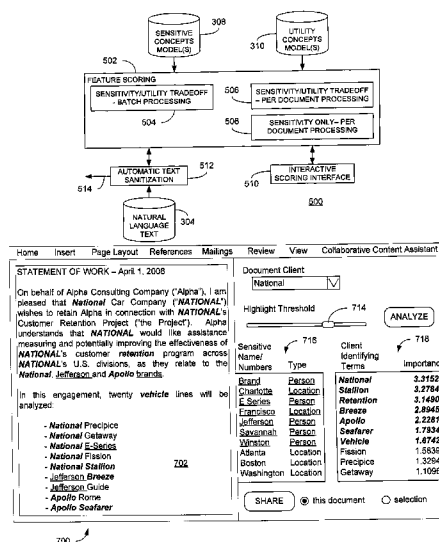 308
SENSITIVE
CONCEPTS
MODEL(S)
310
UTILITY
CONCEPTS
MODEL(S)
502
FEATURE SCORING
SENSITIVITY/UTILITY TRADEOFF
- BATCH PROCESSING
504
506
SENSITIVITY/UTILITY TRADEOFF
– PER DOCUMENT PROCESSING
508
SENSITIVITY ONLY– PER
DOCUMENT PROCESSING
AUTOMATIC TEXT
SANITIZATION
512
514
INTERACTIVE
SCORING INTERFACE
510
NATURAL
LANGUAGE
TEXT
304
500
Home Insert Page Layout References Mailings Review View Collaborative Content Assistant
STATEMENT OF WORK – April 1, 2008
On behalf of Alpha Consulting Company ("Alpha"), I am
pleased that National Car Company ("NATIONAL")
wishes to retain Alpha in connection with NATIONAL's
Customer Retention Project ("the Project"). Alpha
understands that NATIONAL would like assistance
measuring and potentially improving the effectiveness of
NATIONAL's customer retention program across
NATIONAL's U.S. divisions, as they relate to the
National, Jefferson and Apollo brands.
In this engagement, twenty vehicle lines will be
analyzed:
- National Precipice
- National Getaway
- National E-Series
- National Fission
- National Stallion
- Jefferson Breeze
- Jefferson Guide
- Apollo Rome
- Apollo Seafarer
702
Document Client
National
Highlight Threshold
714
ANALYZE
Sensitive
Name/
Numbers Type
716
Brand Person
Charlotte Location
E Series Person
Francisco Location
Jefferson Person
Savannah Person
Winston Person
Atlanta Location
Boston Location
Washington Location
Client
Identifying
Terms Importanc
718
National 3.3152
Stallion 3.2784
Retention 3.1490
Breeze 2.8945
Apollo 2.2281
Seafarer 1.7934
Vehicle 1.6742
Fission 1.5839
Precipice 1.3294
Getaway 1.1096
SHARE this document selection
700